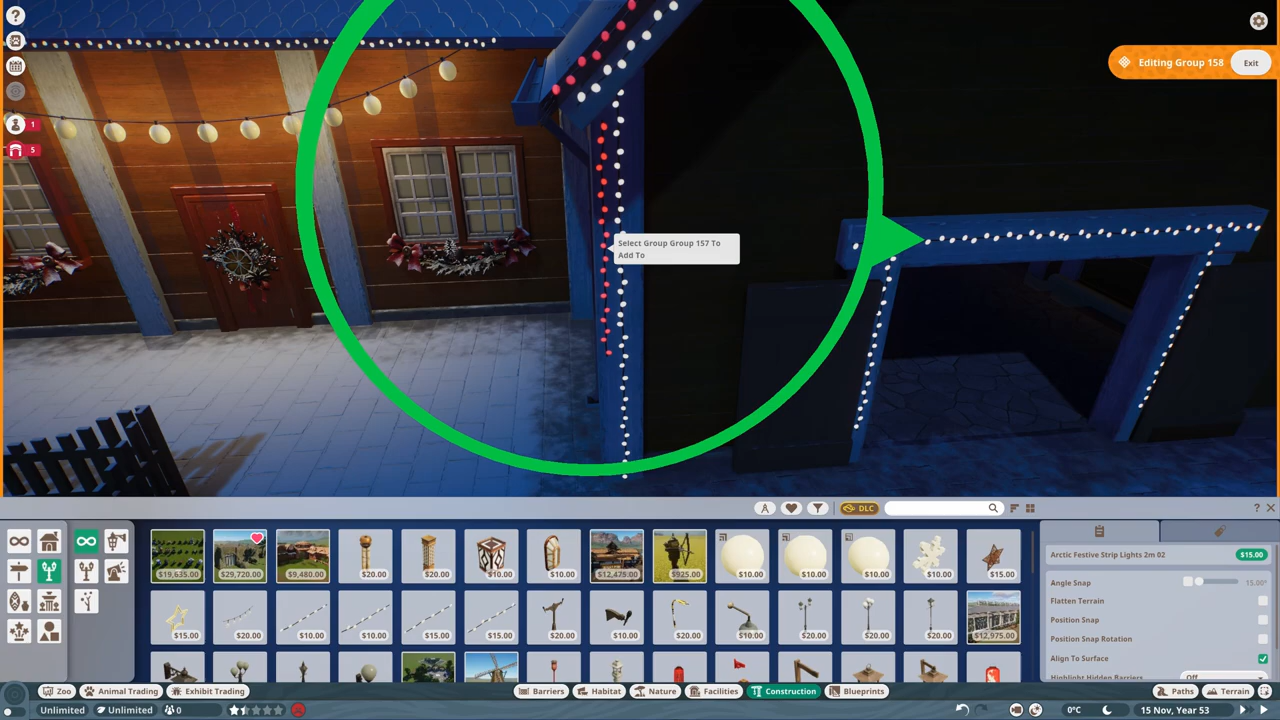 ?
Editing Group 158
Exit
1
5
Select Group Group 157 To
Add To
DLC
?
$19,635.00
$29,720.00
$9,480.00
$20.00
$20.00
$10.00
$10.00
$12,475.00
$925.00
$10.00
$10.00
$10.00
$10.00
$15.00
$15.00
$20.00
$10.00
$10.00
$15.00
$15.00
$20.00
$10.00
$20.00
$10.00
$20.00
$20.00
$20.00
$12,975.00
Arctic Festive Strip Lights 2m 02
$15.00
Angle Snap
15.00°
Flatten Terrain
Position Snap
Position Snap Rotation
Align To Surface
Highlight Hidden Barriers
Off
Zoo
Animal Trading
Exhibit Trading
Barriers
Habitat
Nature
Facilities
Construction
Blueprints
Paths
Terrain
Unlimited
Unlimited
0
0°C
15 Nov, Year 53